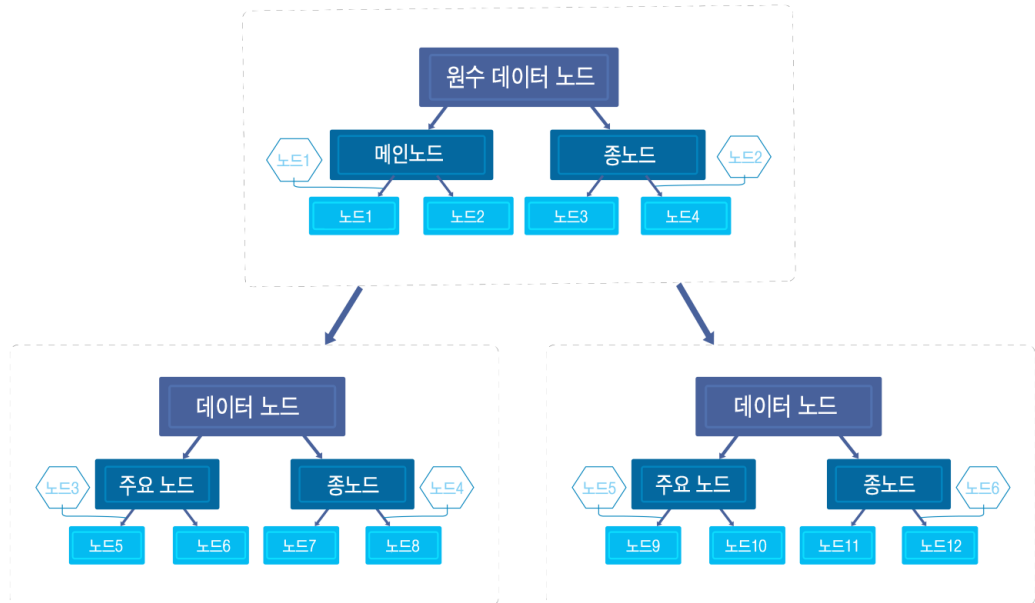 원수 데이터 노드
메인노드
종노드
노드1
노드2
노드1
노드2
노드3
노드4
데이터 노드
주요 노드
종노드
노드3
노드4
노드5
노드6
노드7
노드8
데이터 노드
주요 노드
종노드
노드5
노드6
노드9
노드10
노드11
노드12